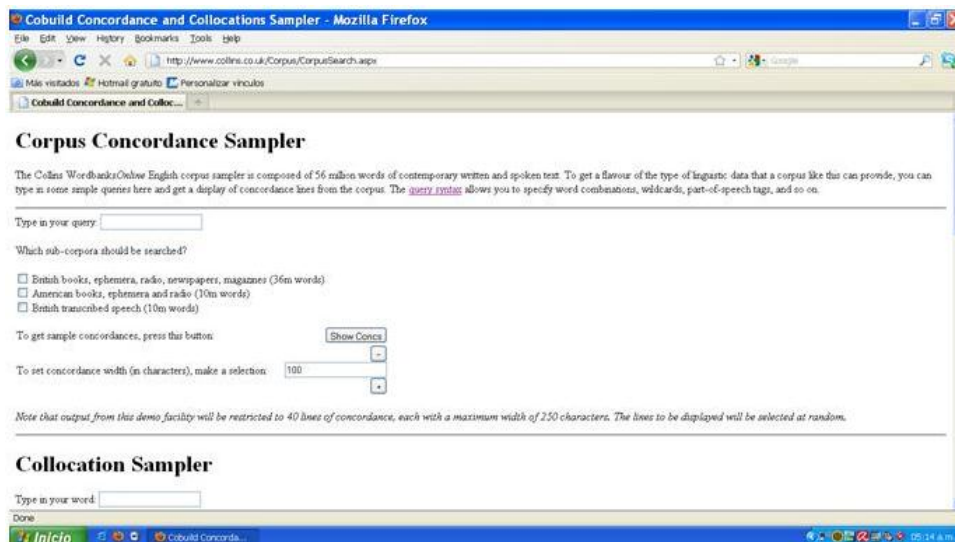 Cobuild Concordance and Collocations Sampler - Mozilla Firefox
File Edit View History Bookmarks Tools Help
http://www.collins.co.uk/Corpus/CorpusSearch.aspx
Google
Más visitados Hotmail gratuito Personalizar vínculos
Cobuild Concordance and Colloc...
Corpus Concordance Sampler
The Collins WordbanksOnline English corpus sampler is composed of 56 million words of contemporary written and spoken text. To get a flavour of the type of linguistic data that a corpus like this can provide, you can
type in some simple queries here and get a display of concordance lines from the corpus. The query syntax allows you to specify word combinations, wildcards, part-of-speech tags, and so on.
Type in your query:
Which sub-corpora should be searched?
British books, ephemera, radio, newspapers, magazines (36m words)
American books, ephemera and radio (10m words)
British transcribed speech (10m words)
To get sample concordances, press this button: Show Concs
-
To set concordance width (in characters), make a selection: 100
+
Note that output from this demo facility will be restricted to 40 lines of concordance, each with a maximum width of 250 characters. The lines to be displayed will be selected at random.
Collocation Sampler
Type in your word:
Done
Inicio Cobuild Concorda... 05:14 a.m.